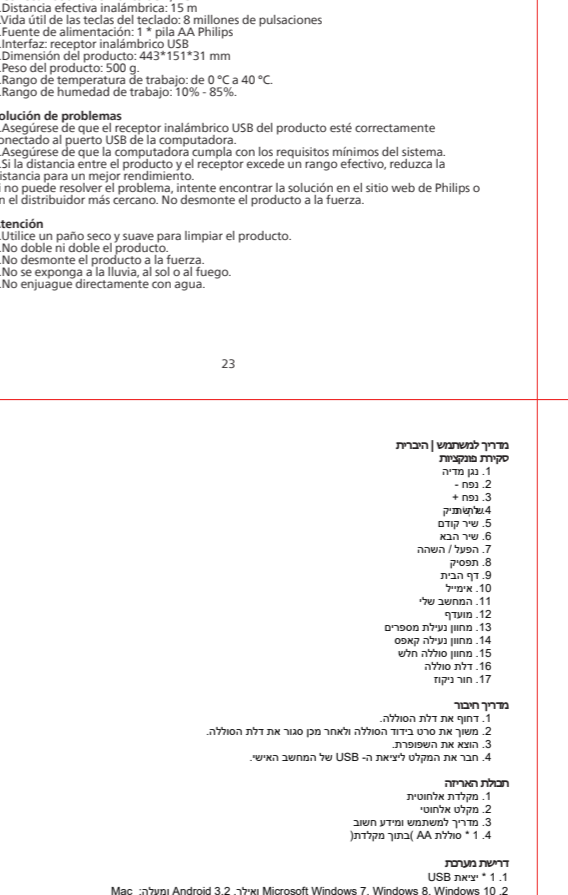 .Distancia efectiva inalámbrica: 15 m
.Vida útil de las teclas del teclado: 8 millones de pulsaciones
.Fuente de alimentación: 1 * pila AA Philips
.Interfaz: receptor inalámbrico USB
.Dimensión del producto: 443*151*31 mm
.Peso del producto: 500 g.
.Rango de temperatura de trabajo: de 0 °C a 40 °C.
.Rango de humedad de trabajo: 10% - 85%.
olución de problemas
.Asegúrese de que el receptor inalámbrico USB del producto esté correctamente
onectado al puerto USB de la computadora.
.Asegúrese de que la computadora cumpla con los requisitos mínimos del sistema.
.Si la distancia entre el producto y el receptor excede un rango efectivo, reduzca la
istancia para un mejor rendimiento.
i no puede resolver el problema, intente encontrar la solución en el sitio web de Philips o
n el distribuidor más cercano. No desmonte el producto a la fuerza.
tención
.Utilice un paño seco y suave para limpiar el producto.
.No doble ni doble el producto.
.No desmonte el producto a la fuerza.
.No se exponga a la lluvia, al sol o al fuego.
.No enjuague directamente con agua.
23
מדריך למשתמש | היברית
סקירת פונקציות
1. נגן מדיה
2. נפח -
3. נפח +
4.
5. שיר קודם
6. שיר הבא
7. הפעל / השהה
8. תפסיק
9. דף הבית
10. אימייל
11. המחשב שלי
12. מועדף
13. מחוון נעילת מספרים
14. מחוון נעילה קאפס
15. מחוון סוללה חלש
16. דלת סוללה
17. חור ניקוז
מדריך חיבור
1. דחוף את דלת הסוללה.
2. משוך את סרט בידוד הסוללה ולאחר מכן סגור את דלת הסוללה.
3. הוצא את השפופרת.
4. חבר את המקלט ליציאת ה- USB של המחשב האישי.
תכולת האריזה
1. מקלדת אלחוטית
2. מקלט אלחוטי
3. מדריך למשתמש ומידע חשוב
4. 1 * סוללת AA )בתוך מקלדת(
דרישת מערכת
1. 1 * יציאת USB
2. Microsoft Windows 7, Windows 8, Windows 10 ואילך, Android 3.2 ומעלה; Mac